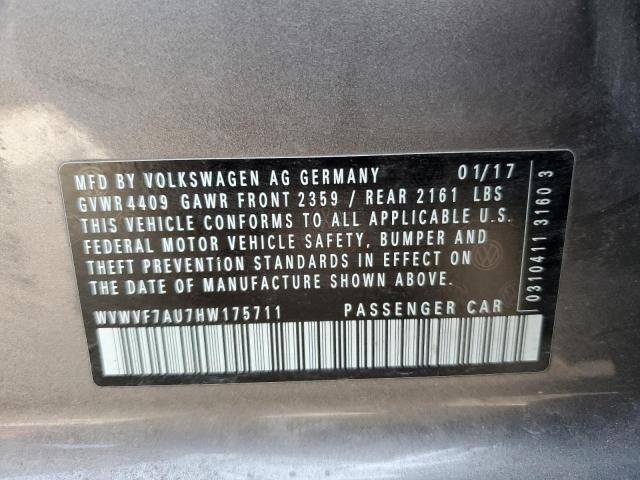 MFD BY VOLKSWAGEN AG GERMANY 01/17
GVWR 4409 GAWR FRONT 2359 / REAR 2161 LBS
THIS VEHICLE CONFORMS TO ALL APPLICABLE U.S.
FEDERAL MOTOR VEHICLE SAFETY, BUMPER AND
THEFT PREVENTION STANDARDS IN EFFECT ON
THE DATE OF MANUFACTURE SHOWN ABOVE.
WVWVF7AU7HW175711 PASSENGER CAR
0310411 3160 3